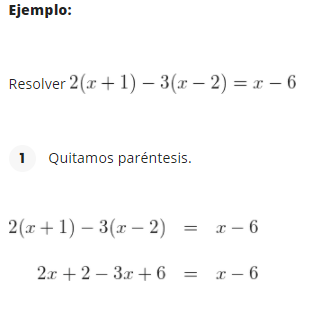 Ejemplo:
Resolver 2(x + 1) − 3(x − 2) = x − 6
1 Quitamos paréntesis.
2(x + 1) − 3(x − 2) = x − 6
2x + 2 − 3x + 6 = x − 6